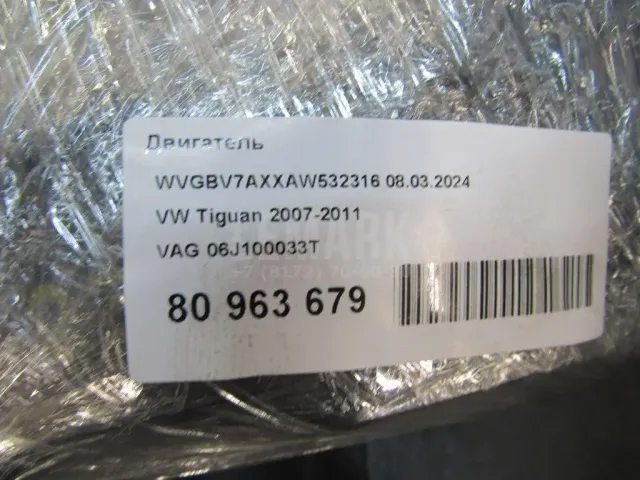 Двигатель
WVGBV7AXXAW532316 08.03.2024
VW Tiguan 2007-2011
VAG 06J100033T
80 963 679